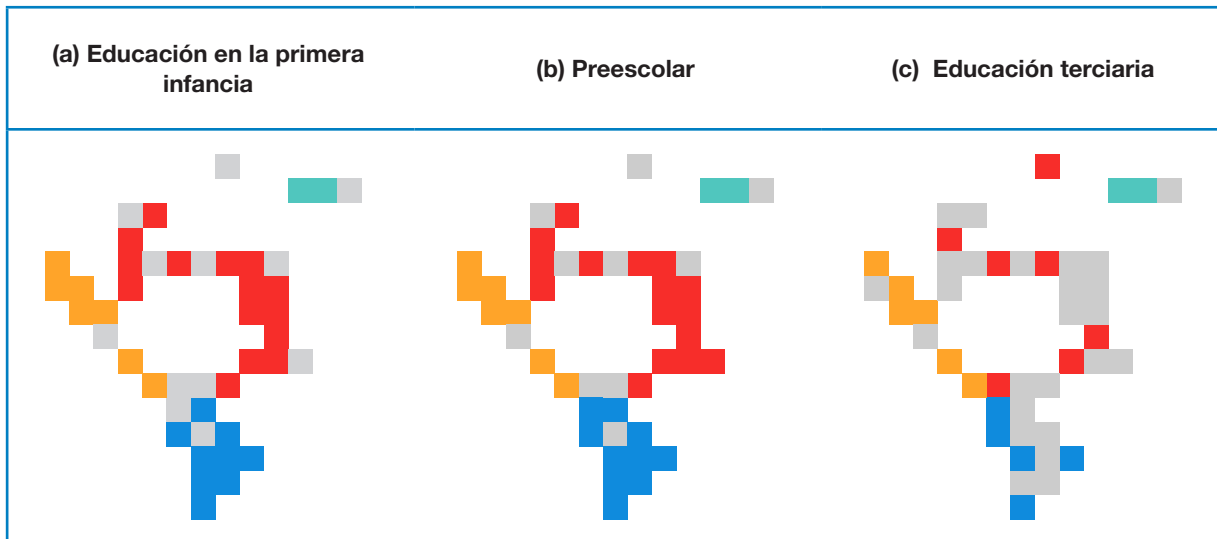 (a) Educación en la primera
infancia
(b) Preescolar
(c) Educación terciaria